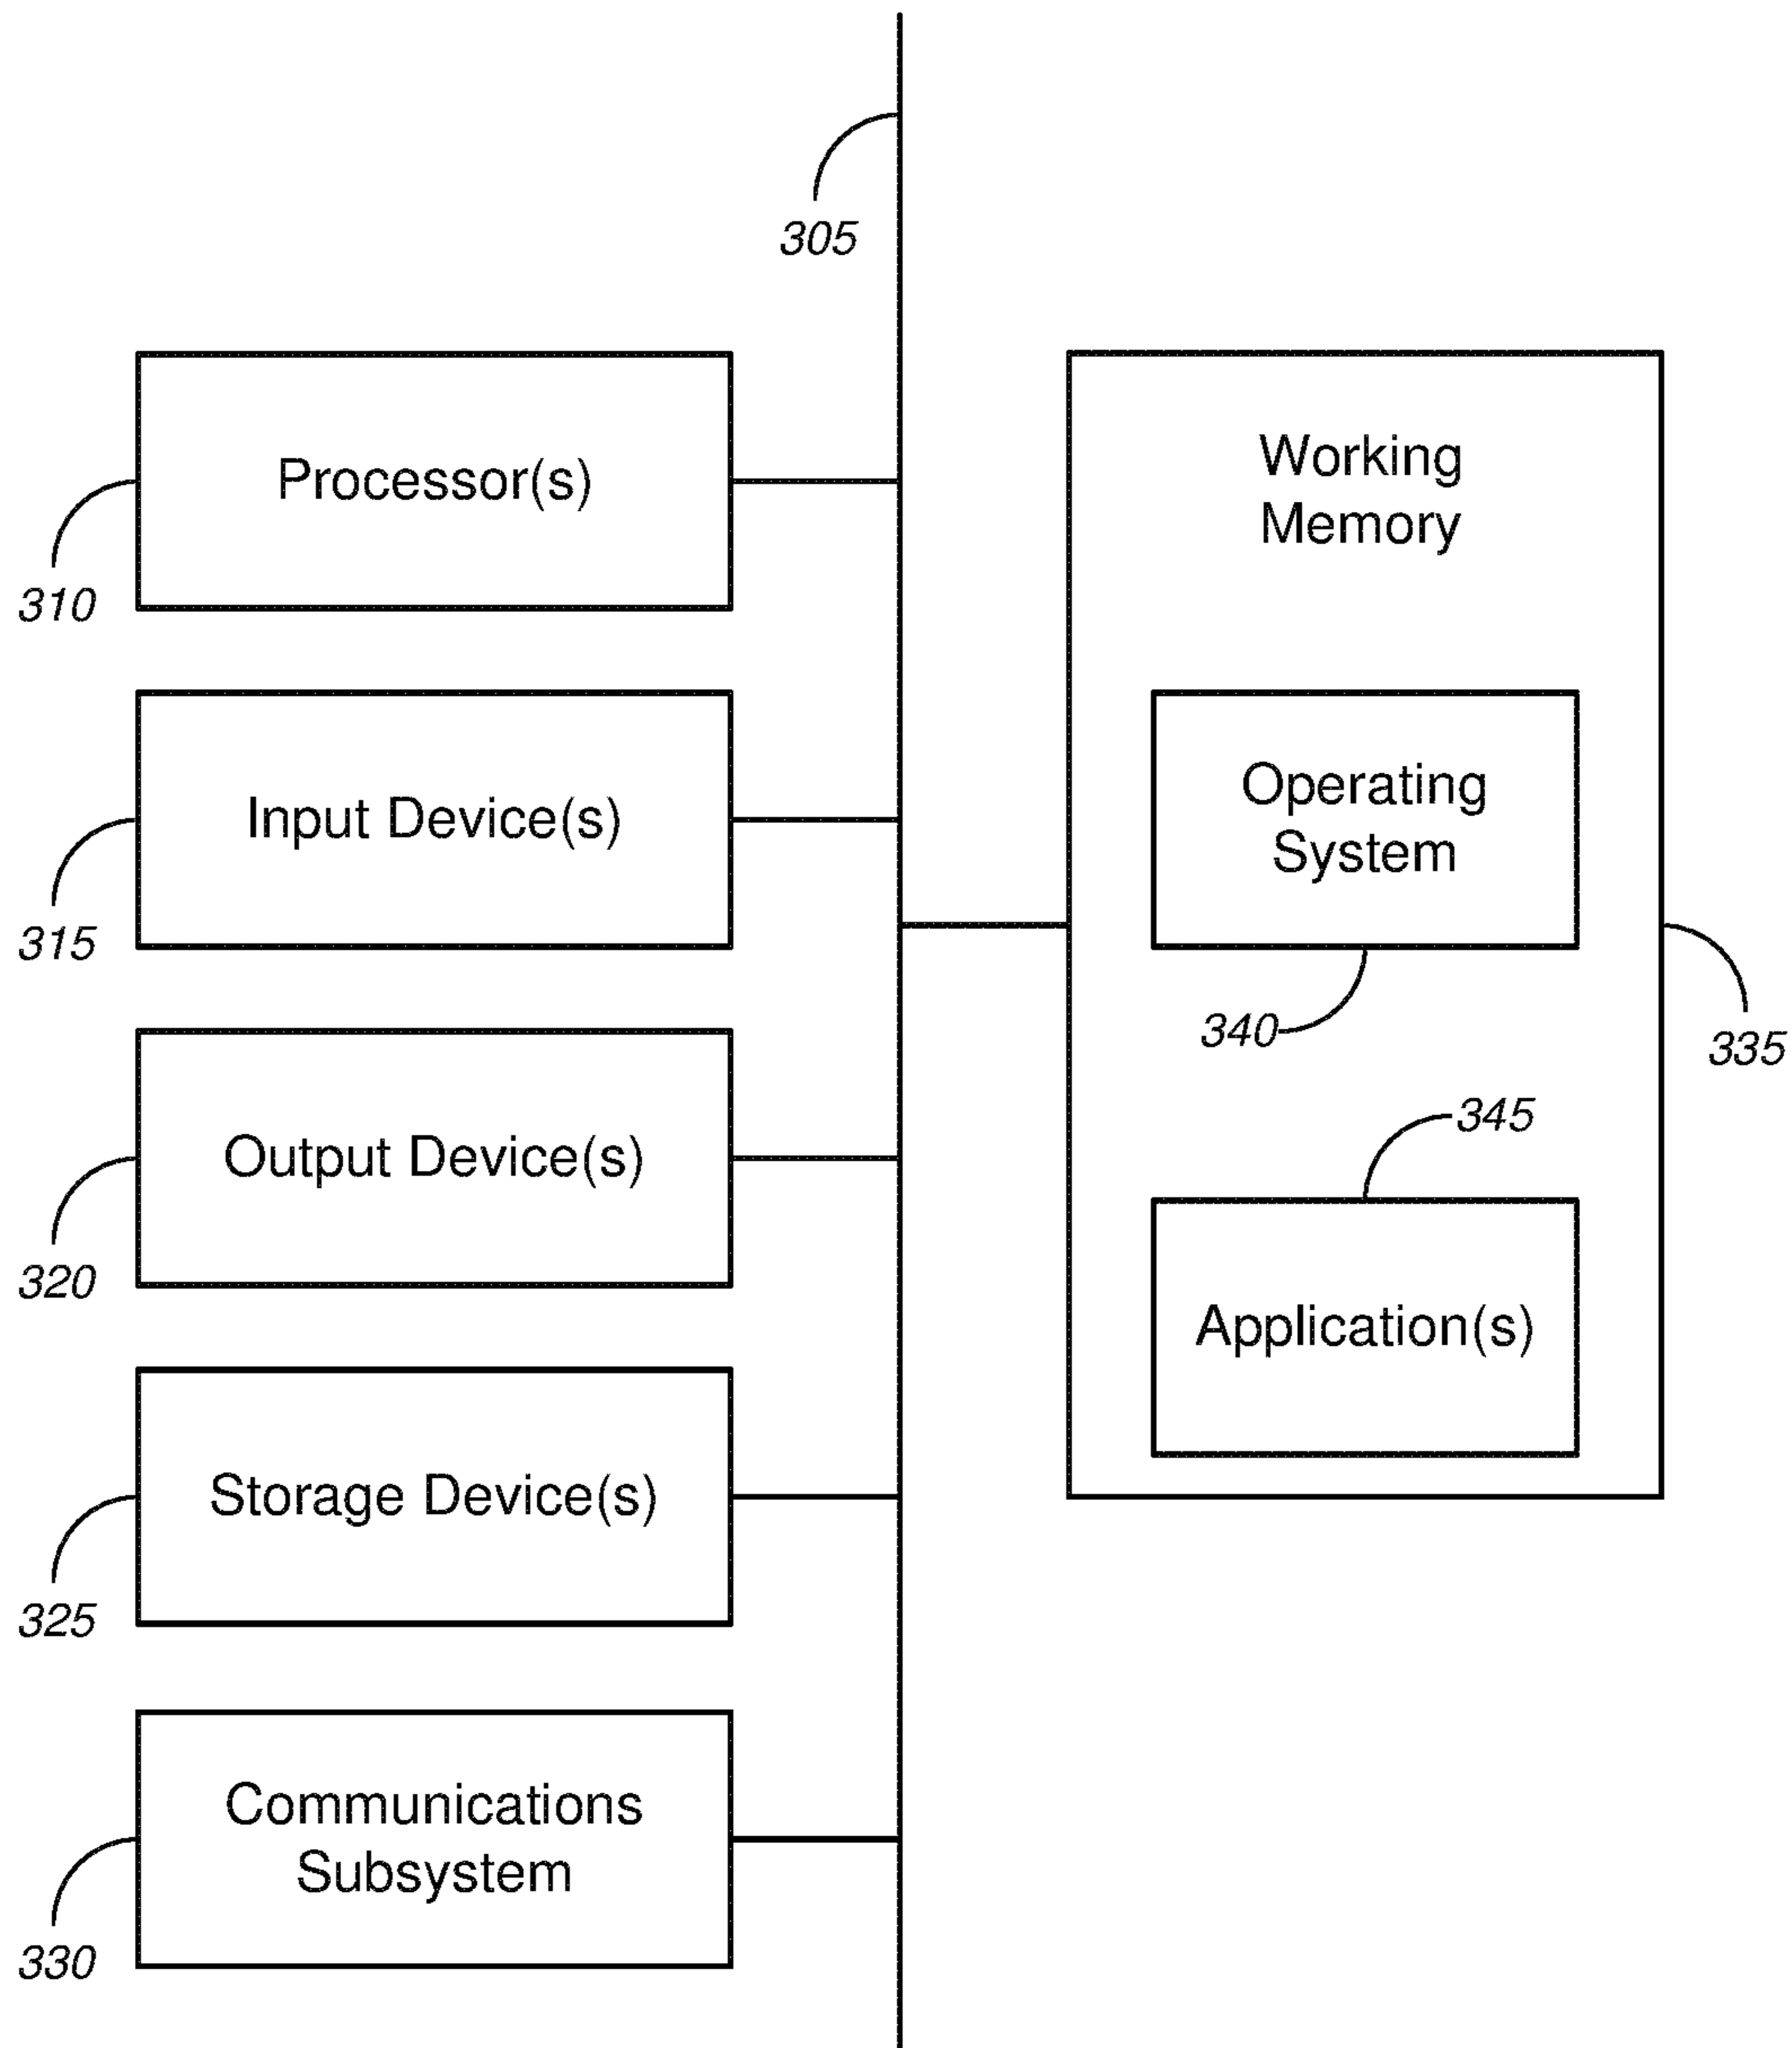 305
Processor(s)
310
Input Device(s)
315
Output Device(s)
320
Storage Device(s)
325
Communications
Subsystem
330
Working
Memory
Operating
System
340
335
345
Application(s)